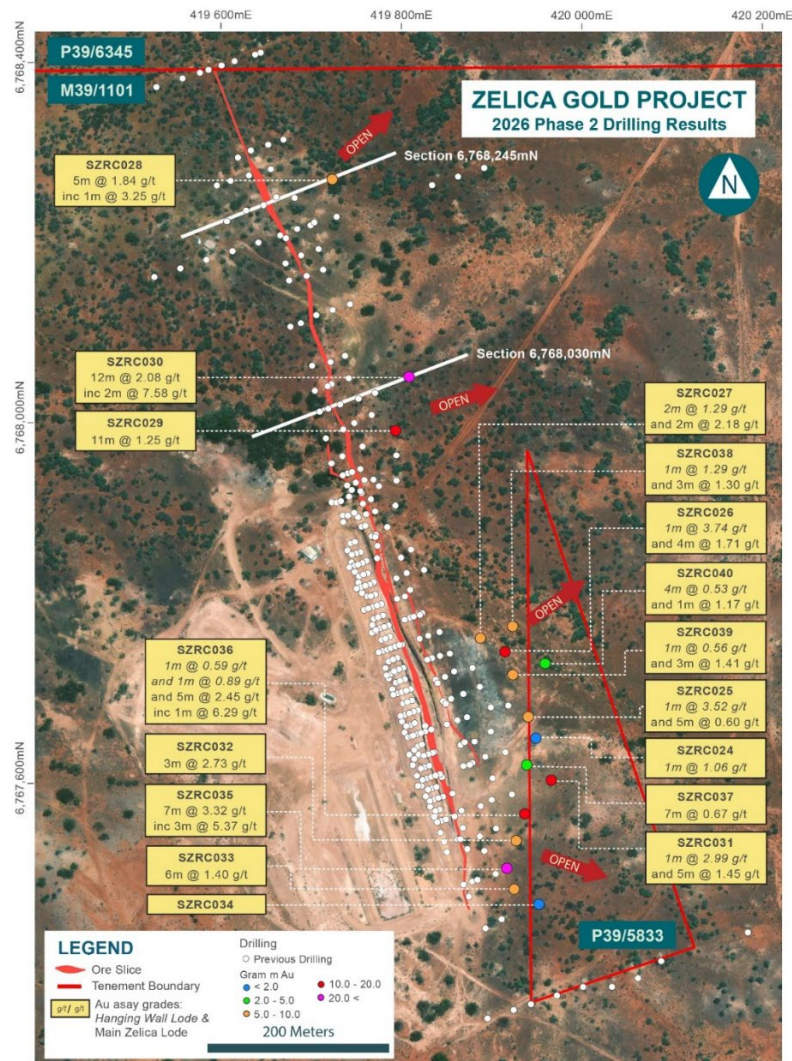 419 600mE
419 800mE
420 000mE
420 200mE
6,768,400mN
6,768,000mN
6,767,600mN
P39/6345
M39/1101
ZELICA GOLD PROJECT
2026 Phase 2 Drilling Results
N
OPEN
Section 6,768,245mN
SZRC028
5m @ 1.84 g/t
inc 1m @ 3.25 g/t
Section 6,768,030mN
OPEN
SZRC030
12m @ 2.08 g/t
inc 2m @ 7.58 g/t
SZRC029
11m @ 1.25 g/t
SZRC027
2m @ 1.29 g/t
and 2m @ 2.18 g/t
SZRC038
1m @ 1.29 g/t
and 3m @ 1.30 g/t
SZRC026
1m @ 3.74 g/t
and 4m @ 1.71 g/t
SZRC040
4m @ 0.53 g/t
and 1m @ 1.17 g/t
SZRC039
1m @ 0.56 g/t
and 3m @ 1.41 g/t
SZRC025
1m @ 3.52 g/t
and 5m @ 0.60 g/t
SZRC024
1m @ 1.06 g/t
SZRC037
7m @ 0.67 g/t
SZRC031
1m @ 2.99 g/t
and 5m @ 1.45 g/t
OPEN
SZRC036
1m @ 0.59 g/t
and 1m @ 0.89 g/t
and 5m @ 2.45 g/t
inc 1m @ 6.29 g/t
SZRC032
3m @ 2.73 g/t
SZRC035
7m @ 3.32 g/t
inc 3m @ 5.37 g/t
SZRC033
6m @ 1.40 g/t
SZRC034
OPEN
P39/5833
LEGEND
Ore Slice
Tenement Boundary
g/t/ g/t
Au asay grades:
Hanging Wall Lode &
Main Zelica Lode
Drilling
Previous Drilling
Gram m Au
< 2.0
2.0 - 5.0
5.0 - 10.0
10.0 - 20.0
20.0 <
200 Meters